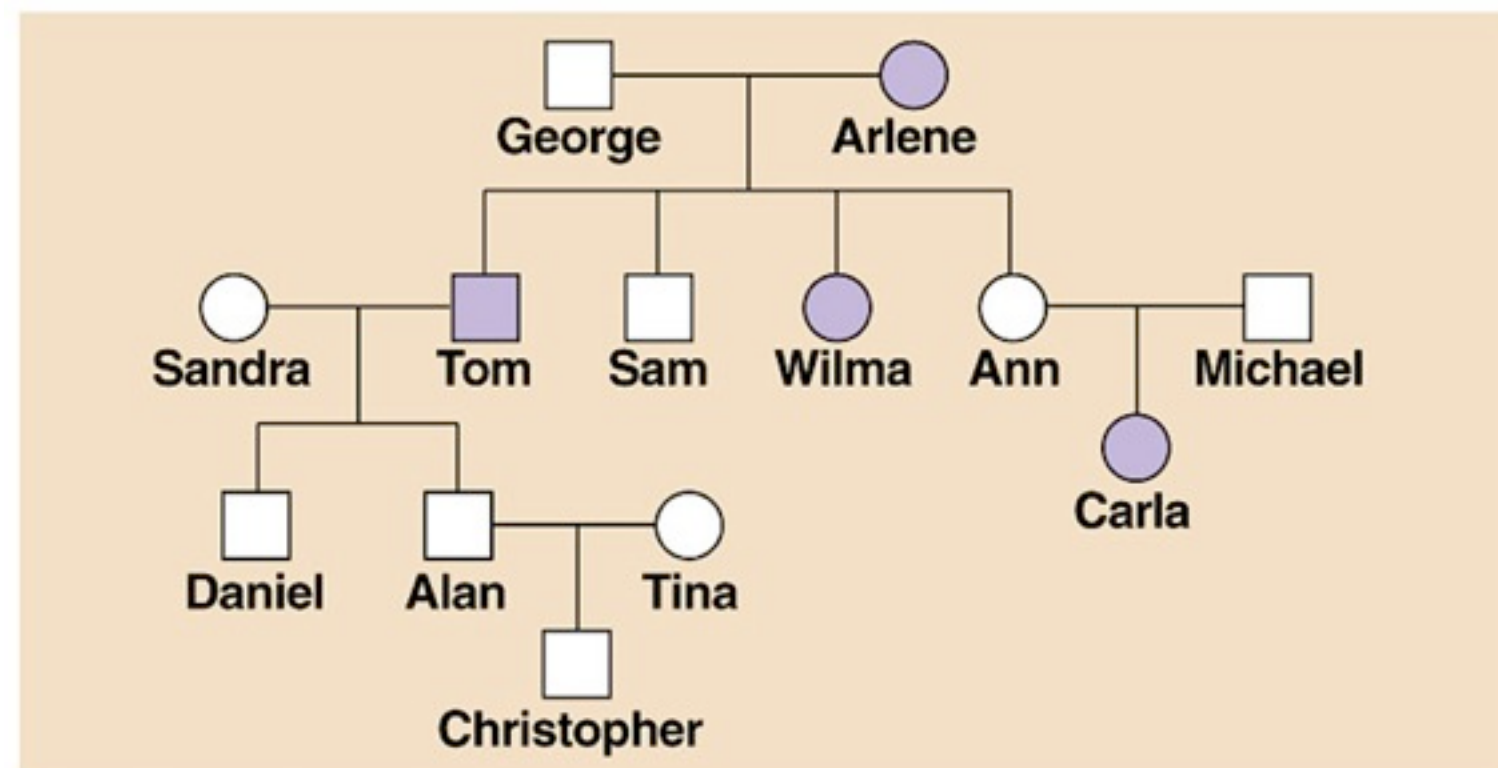 George Arlene
Sandra Tom Sam Wilma Ann Michael
Carla
Daniel Alan Tina
Christopher